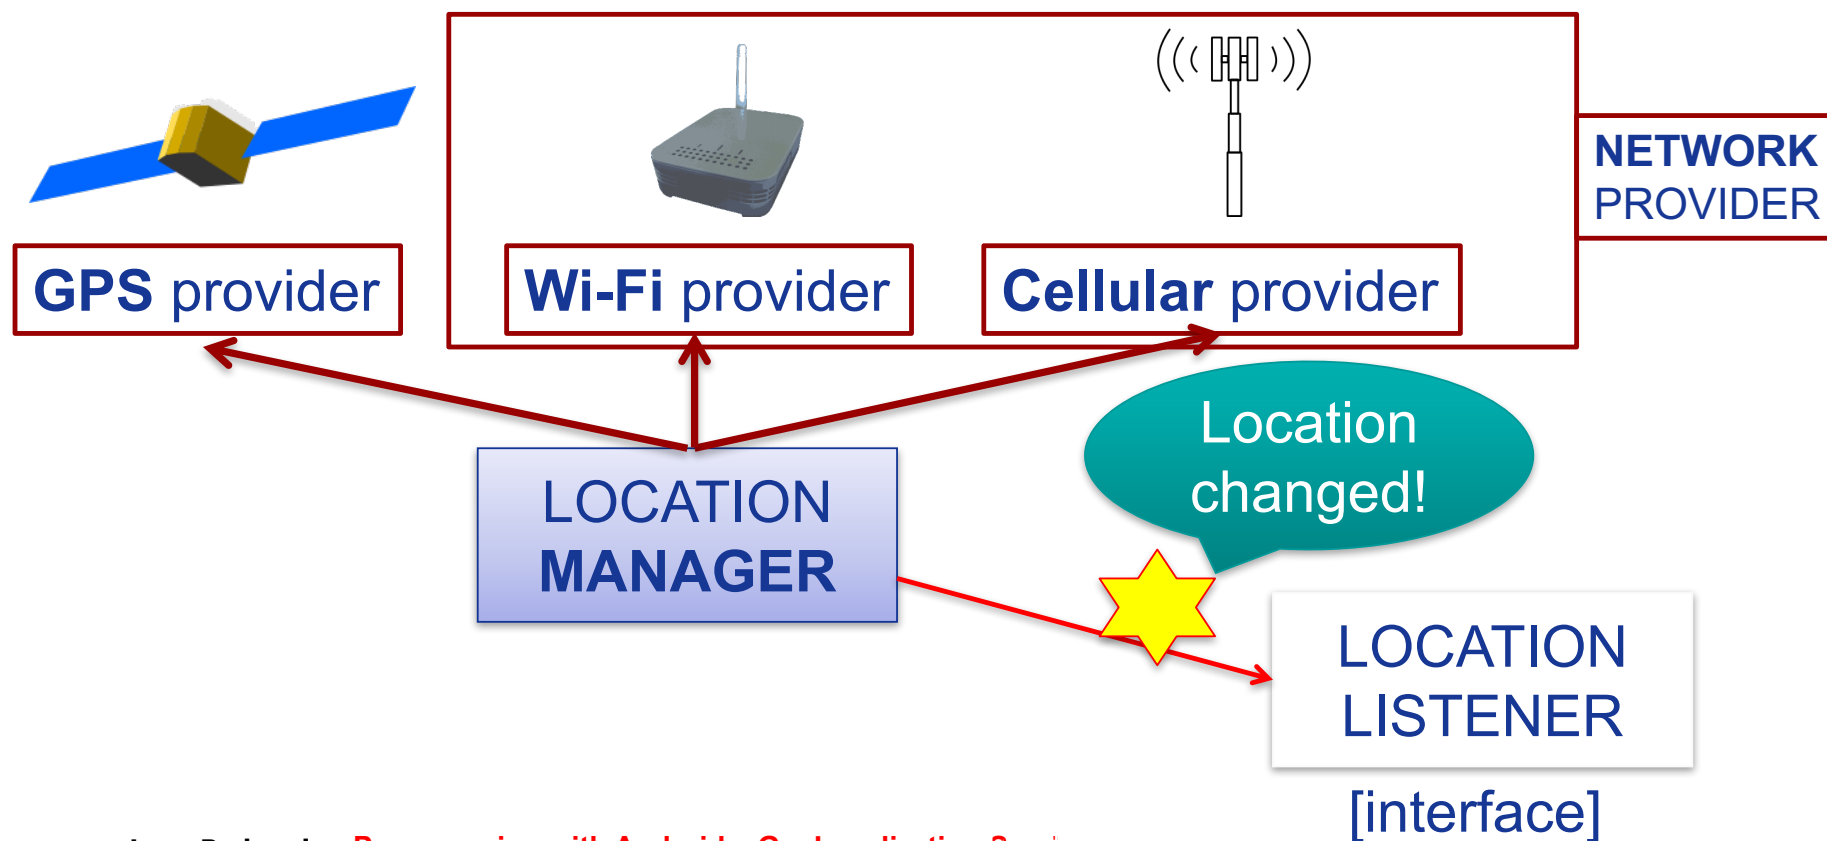 NETWORK
PROVIDER
GPS provider
Wi-Fi provider
Cellular provider
Location
changed!
LOCATION
MANAGER
LOCATION
LISTENER
[interface]